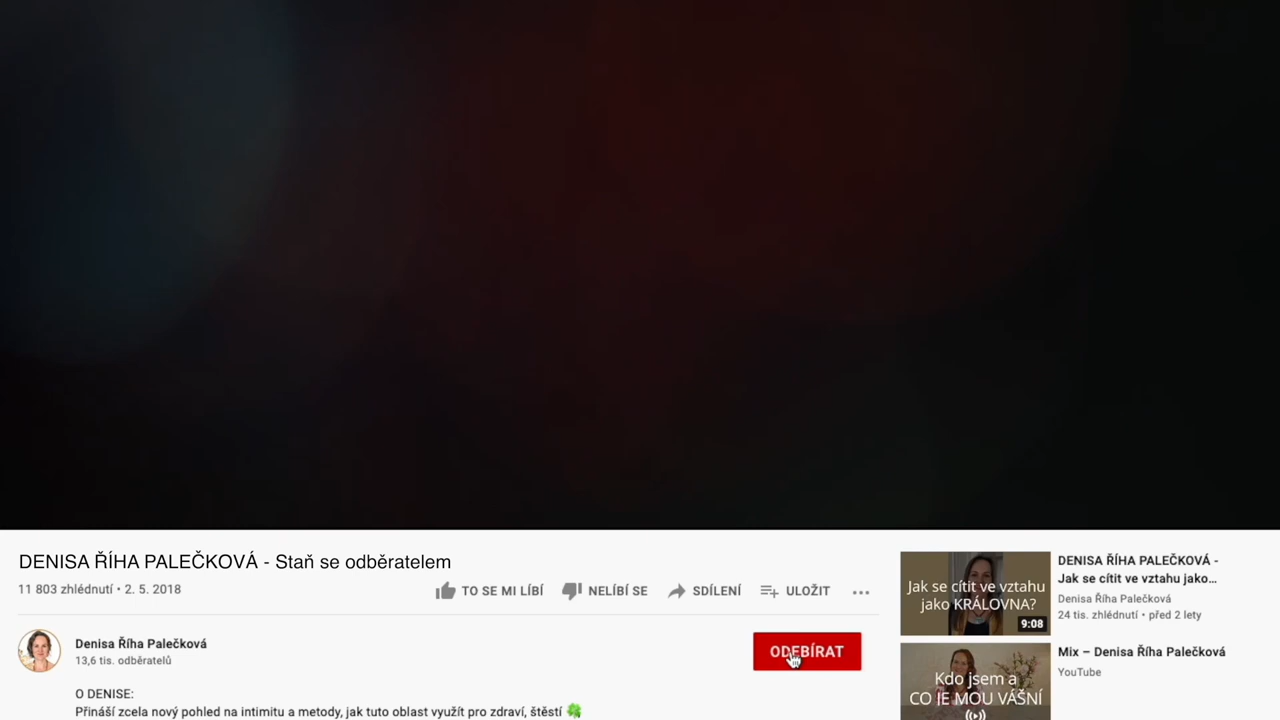 DENISA ŘÍHA PALEČKOVÁ - Staň se odběratelem
11 803 zhlédnutí • 2. 5. 2018
TO SE MI LÍBÍ
NELÍBÍ SE
SDÍLENÍ
ULOŽIT
Denisa Říha Palečková
13,6 tis. odběratelů
ODEBÍRAT
O DENISE:
Přináší zcela nový pohled na intimitu a metody, jak tuto oblast využít pro zdraví, štěstí 🍀
Jak se cítit ve vztahu
jako KRÁLOVNA?
9:08
DENISA ŘÍHA PALEČKOVÁ -
Jak se cítit ve vztahu jako…
Denisa Říha Palečková
24 tis. zhlédnutí • před 2 lety
Kdo jsem a
CO JE MOU VÁŠNÍ
Mix – Denisa Říha Palečková
YouTube